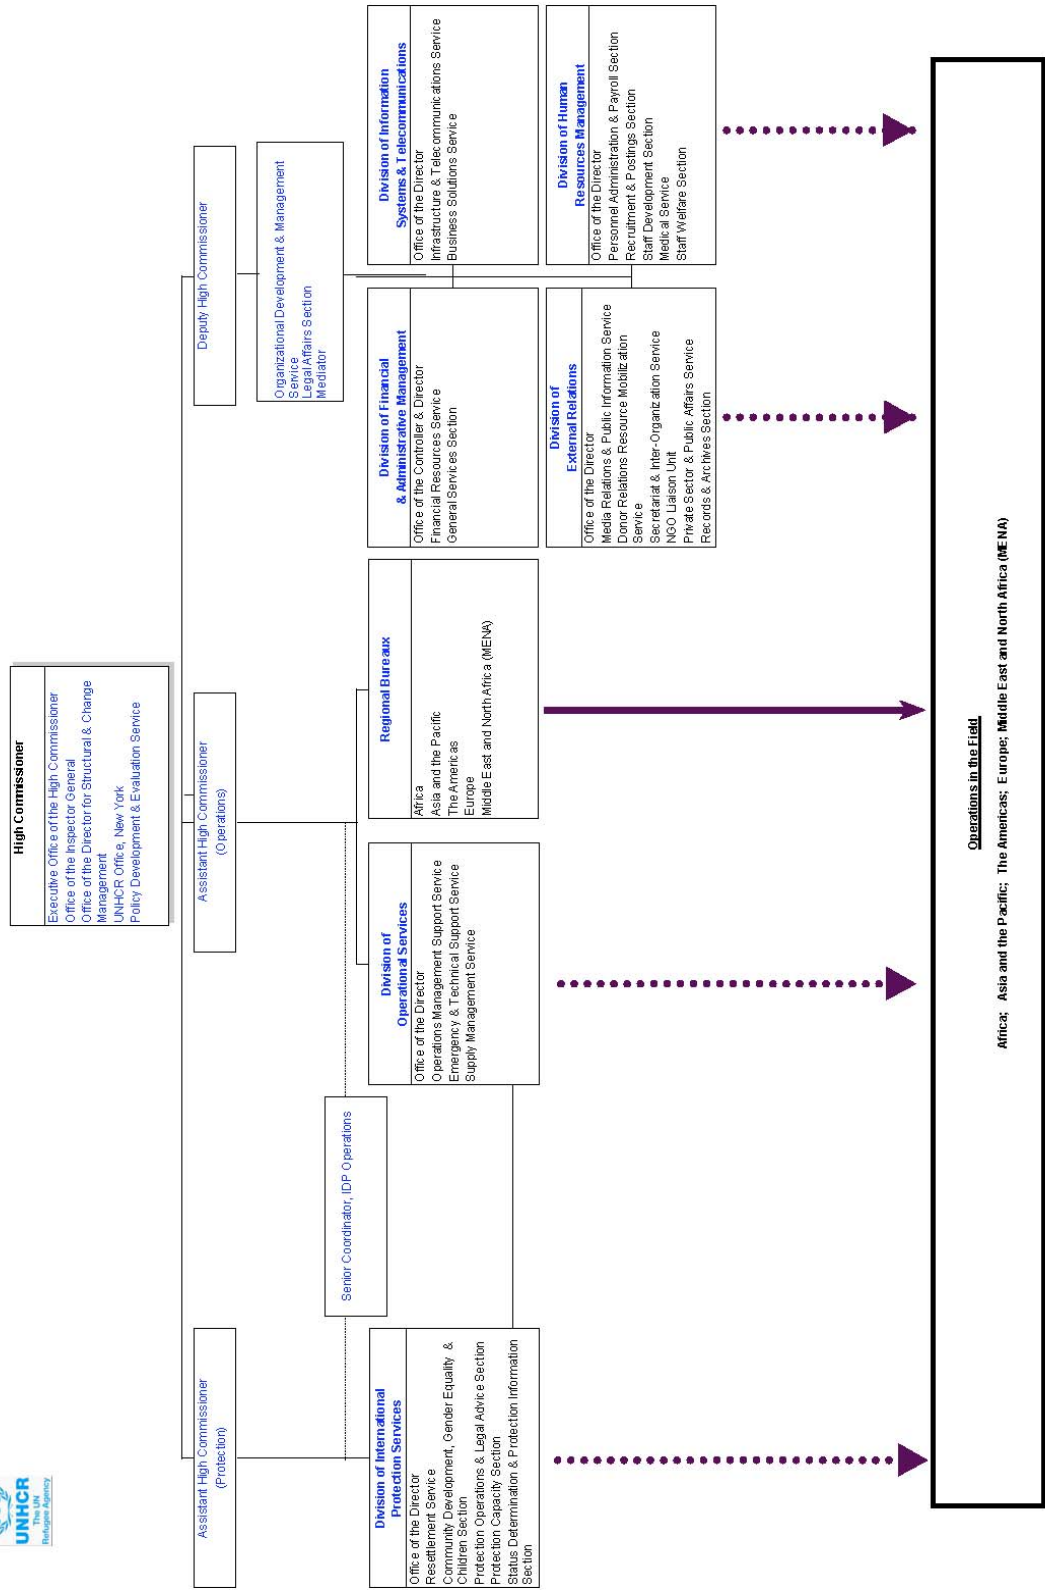 UNHCR
The UN
Refugee Agency
High Commissioner
Executive Office of the High Commissioner
Office of the Inspector General
Office of the Director for Structural & Change
Management
UNHCR Office, New York
Policy Development & Evaluation Service
Assistant High Commissioner
(Protection)
Assistant High Commissioner
(Operations)
Deputy High Commissioner
Organizational Development & Management
Service
Legal Affairs Section
Mediator
Senior Coordinator, IDP Operations
Division of International
Protection Services
Office of the Director
Resettlement Service
Community Development, Gender Equality &
Children Section
Protection Operations & Legal Advice Section
Protection Capacity Section
Status Determination & Protection Information
Section
Division of
Operational Services
Office of the Director
Operations Management Support Service
Emergency & Technical Support Service
Supply Management Service
Regional Bureaux
Africa
Asia and the Pacific
The Americas
Europe
Middle East and North Africa (MENA)
Division of Financial
& Administrative Management
Office of the Controller & Director
Financial Resources Service
General Services Section
Division of Information
Systems & Telecommunications
Office of the Director
Infrastructure & Telecommunications Service
Business Solutions Service
Division of
External Relations
Office of the Director
Media Relations & Public Information Service
Donor Relations Resource Mobilization
Service
Secretariat & Inter-Organization Service
NGO Liaison Unit
Private Sector & Public Affairs Service
Records & Archives Section
Division of Human
Resources Management
Office of the Director
Personnel Administration & Payroll Section
Recruitment & Postings Section
Staff Development Section
Medical Service
Staff Welfare Section
Operations in the Field
Africa; Asia and the Pacific; The Americas; Europe; Middle East and North Africa (MENA)